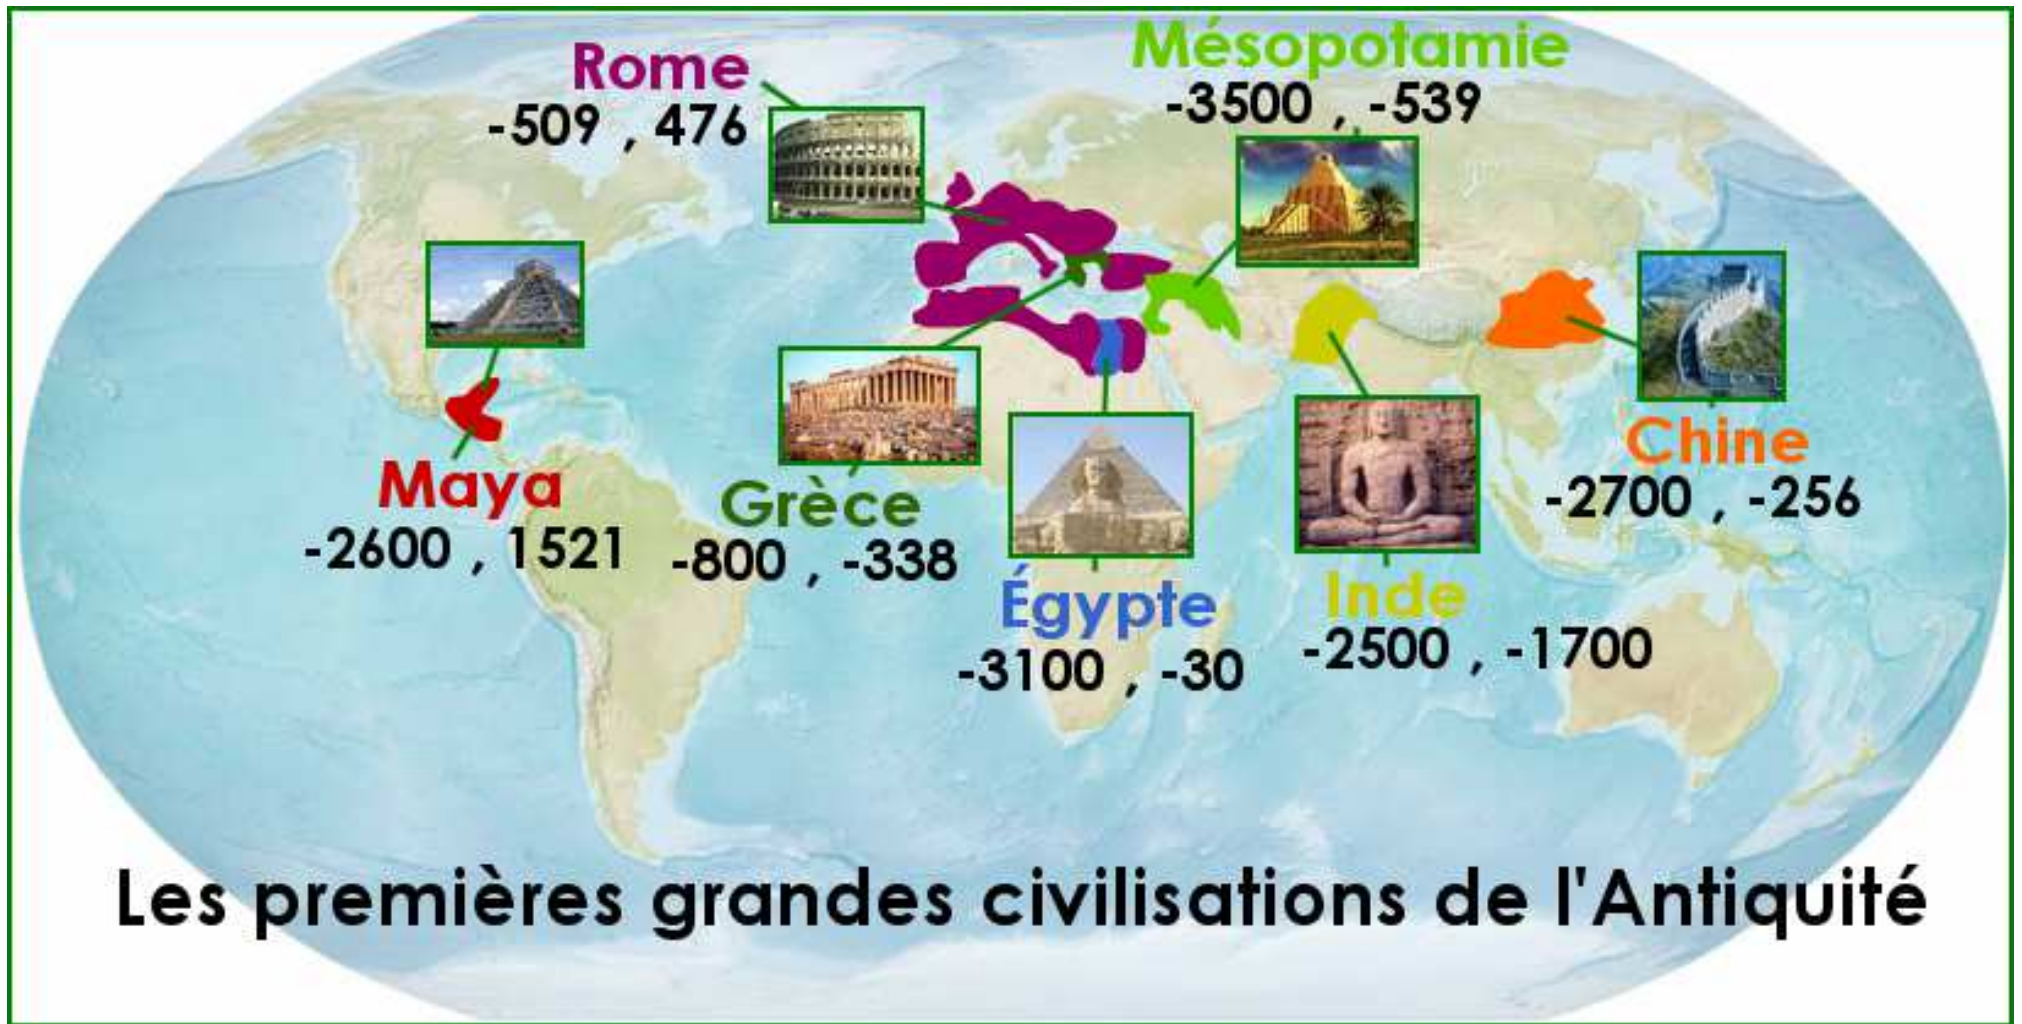 Rome
-509 , 476
Mésopotamie
-3500 , -539
Maya
-2600 , 1521
Grèce
-800 , -338
Égypte
-3100 , -30
Inde
-2500 , -1700
Chine
-2700 , -256
Les premières grandes civilisations de l'Antiquité